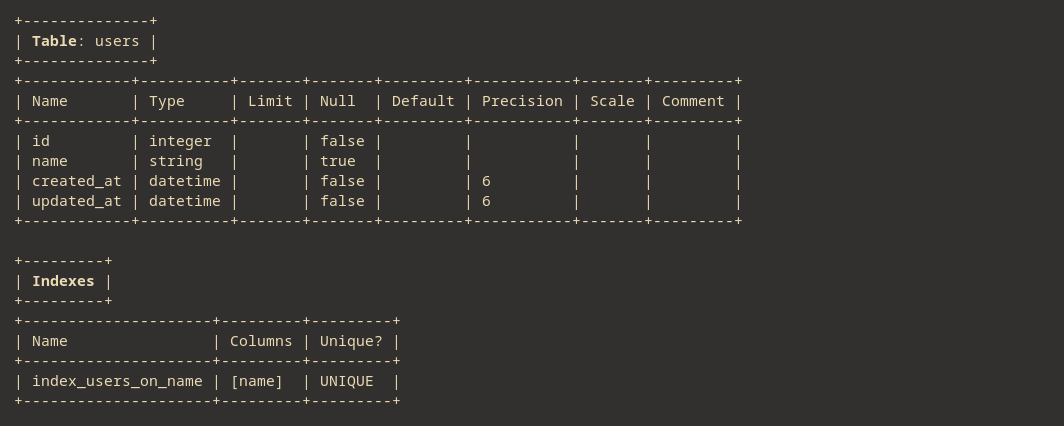 +--------------+
| Table: users |
+--------------+
+------------+----------+-------+-------+---------+-----------+-------+---------+
| Name       | Type     | Limit | Null  | Default | Precision | Scale | Comment |
+------------+----------+-------+-------+---------+-----------+-------+---------+
| id         | integer  |       | false |         |           |       |         |
| name       | string   |       | true  |         |           |       |         |
| created_at | datetime |       | false |         | 6         |       |         |
| updated_at | datetime |       | false |         | 6         |       |         |
+------------+----------+-------+-------+---------+-----------+-------+---------+

+---------+
| Indexes |
+---------+
+---------------------+---------+---------+
| Name                | Columns | Unique? |
+---------------------+---------+---------+
| index_users_on_name | [name]  | UNIQUE  |
+---------------------+---------+---------+